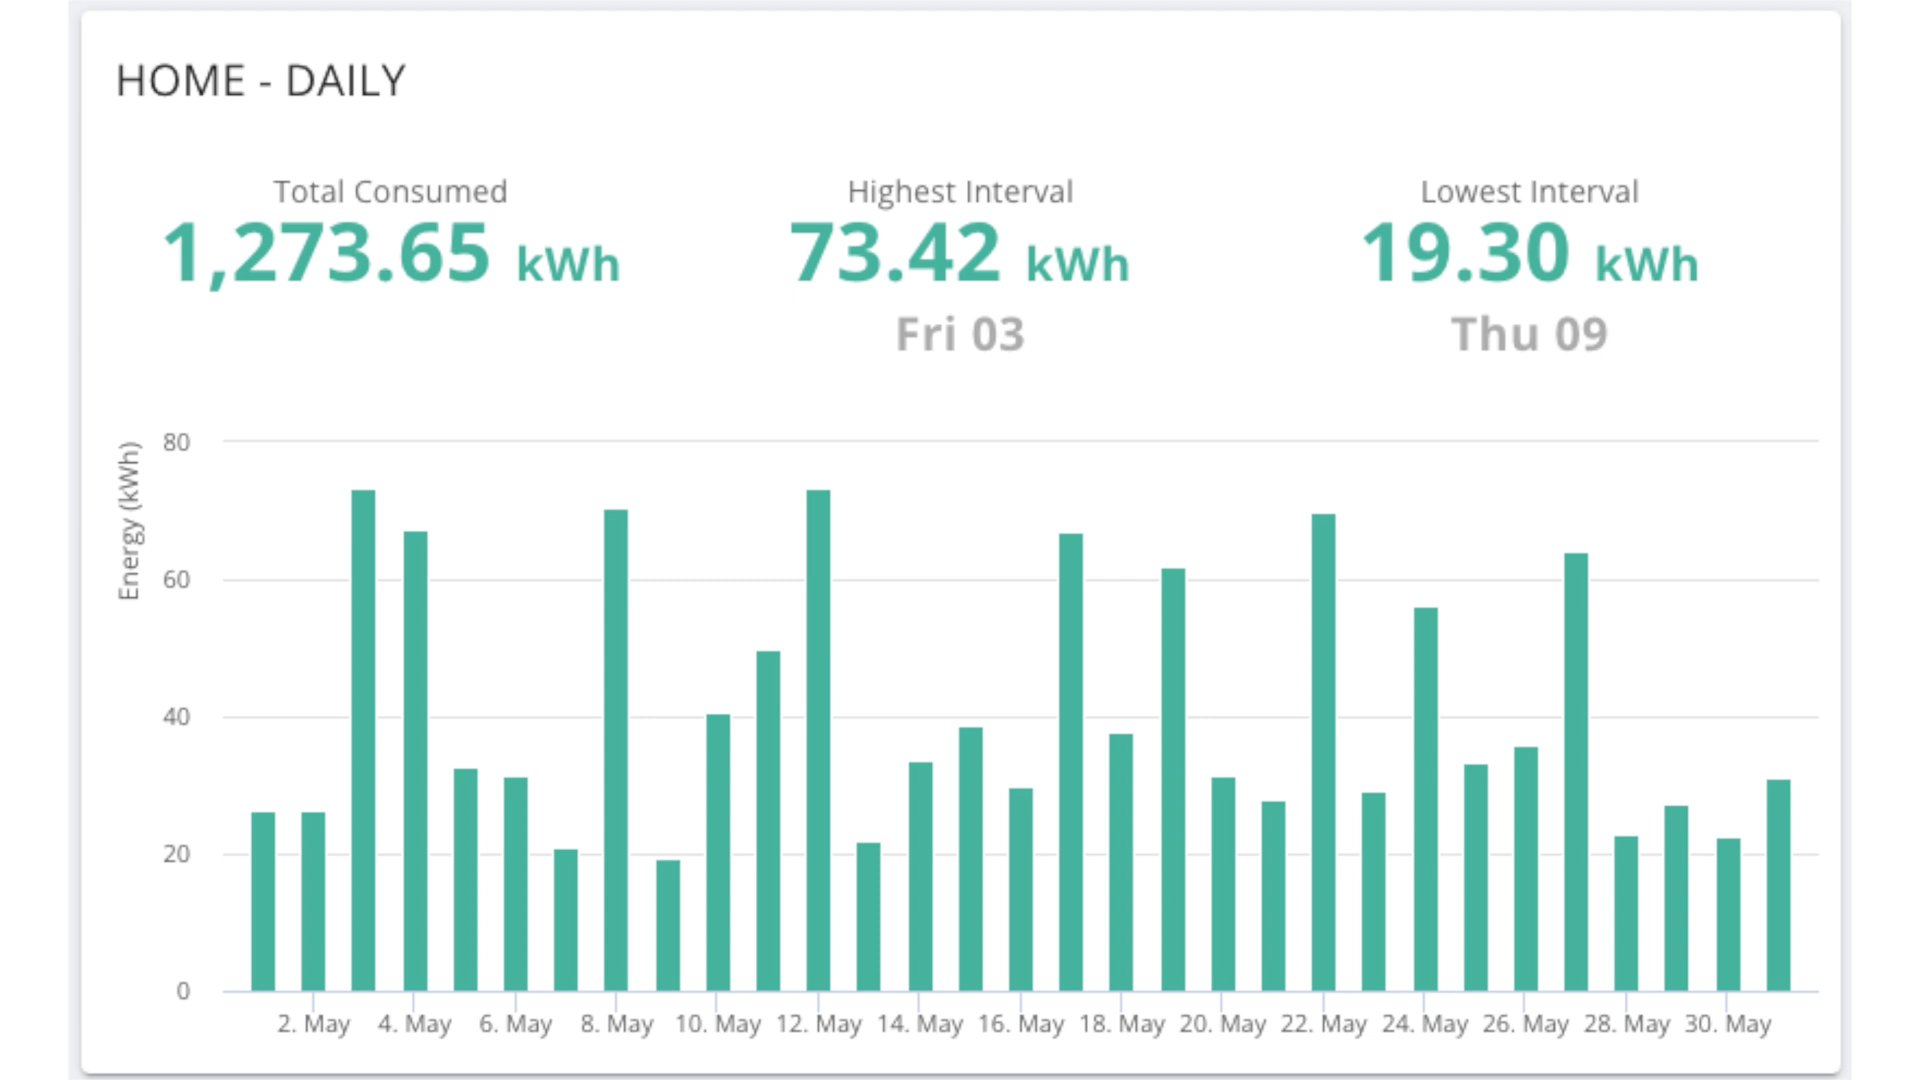 HOME - DAILY
Total Consumed
1,273.65 kWh
Highest Interval
73.42 kWh
Fri 03
Lowest Interval
19.30 kWh
Thu 09
Energy (kWh)
80
60
40
20
0
2. May 4. May 6. May 8. May 10. May 12. May 14. May 16. May 18. May 20. May 22. May 24. May 26. May 28. May 30. May